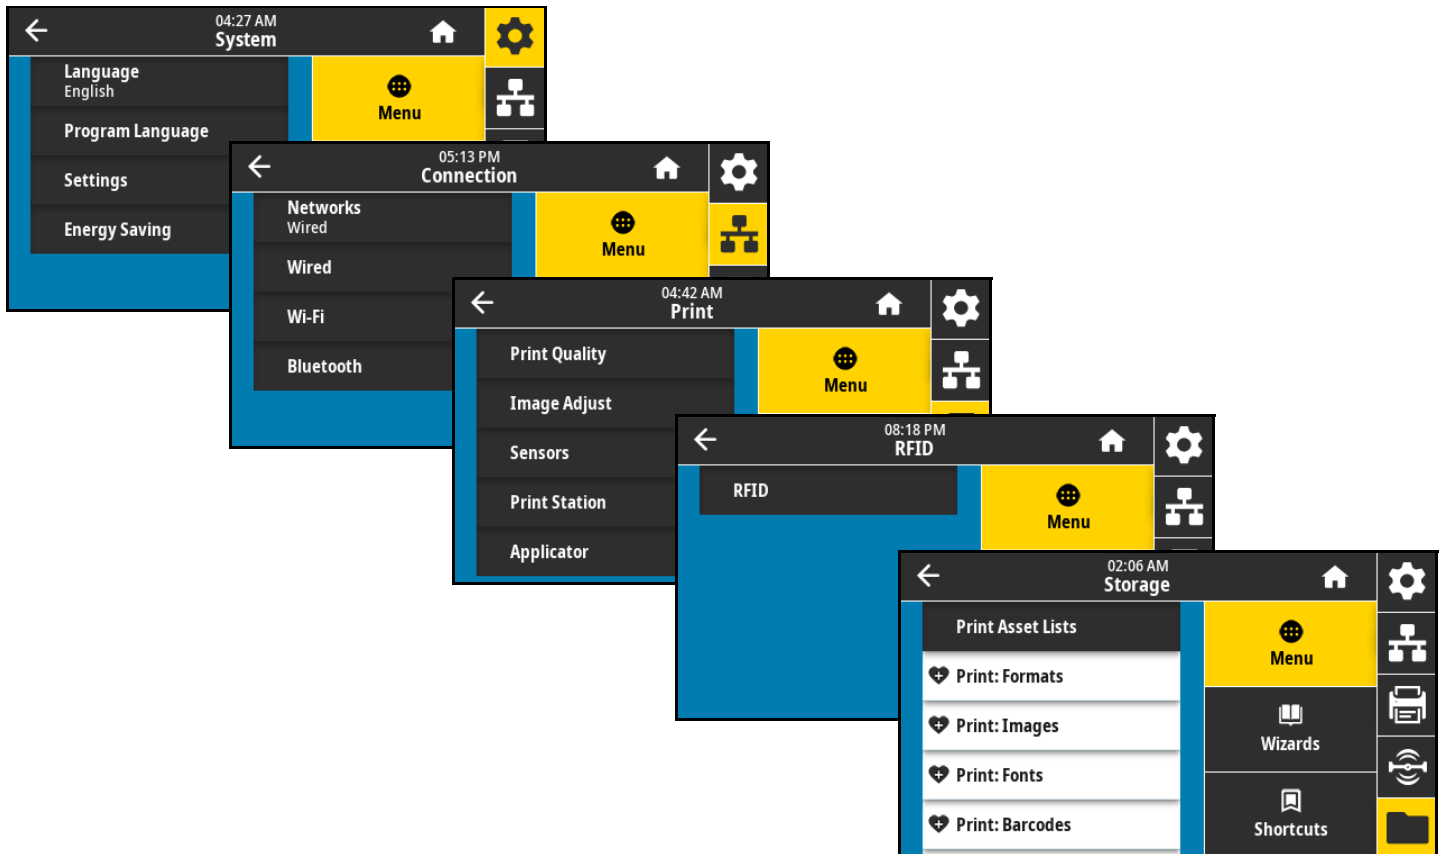 04:27 AM
System
Language
English
Program Language
Settings
Energy Saving
Menu
05:13 PM
Connection
Networks
Wired
Wired
Wi-Fi
Bluetooth
Menu
04:42 AM
Print
Print Quality
Image Adjust
Sensors
Print Station
Applicator
Menu
08:18 PM
RFID
RFID
Menu
02:06 AM
Storage
Print Asset Lists
Print: Formats
Print: Images
Print: Fonts
Print: Barcodes
Menu
Wizards
Shortcuts